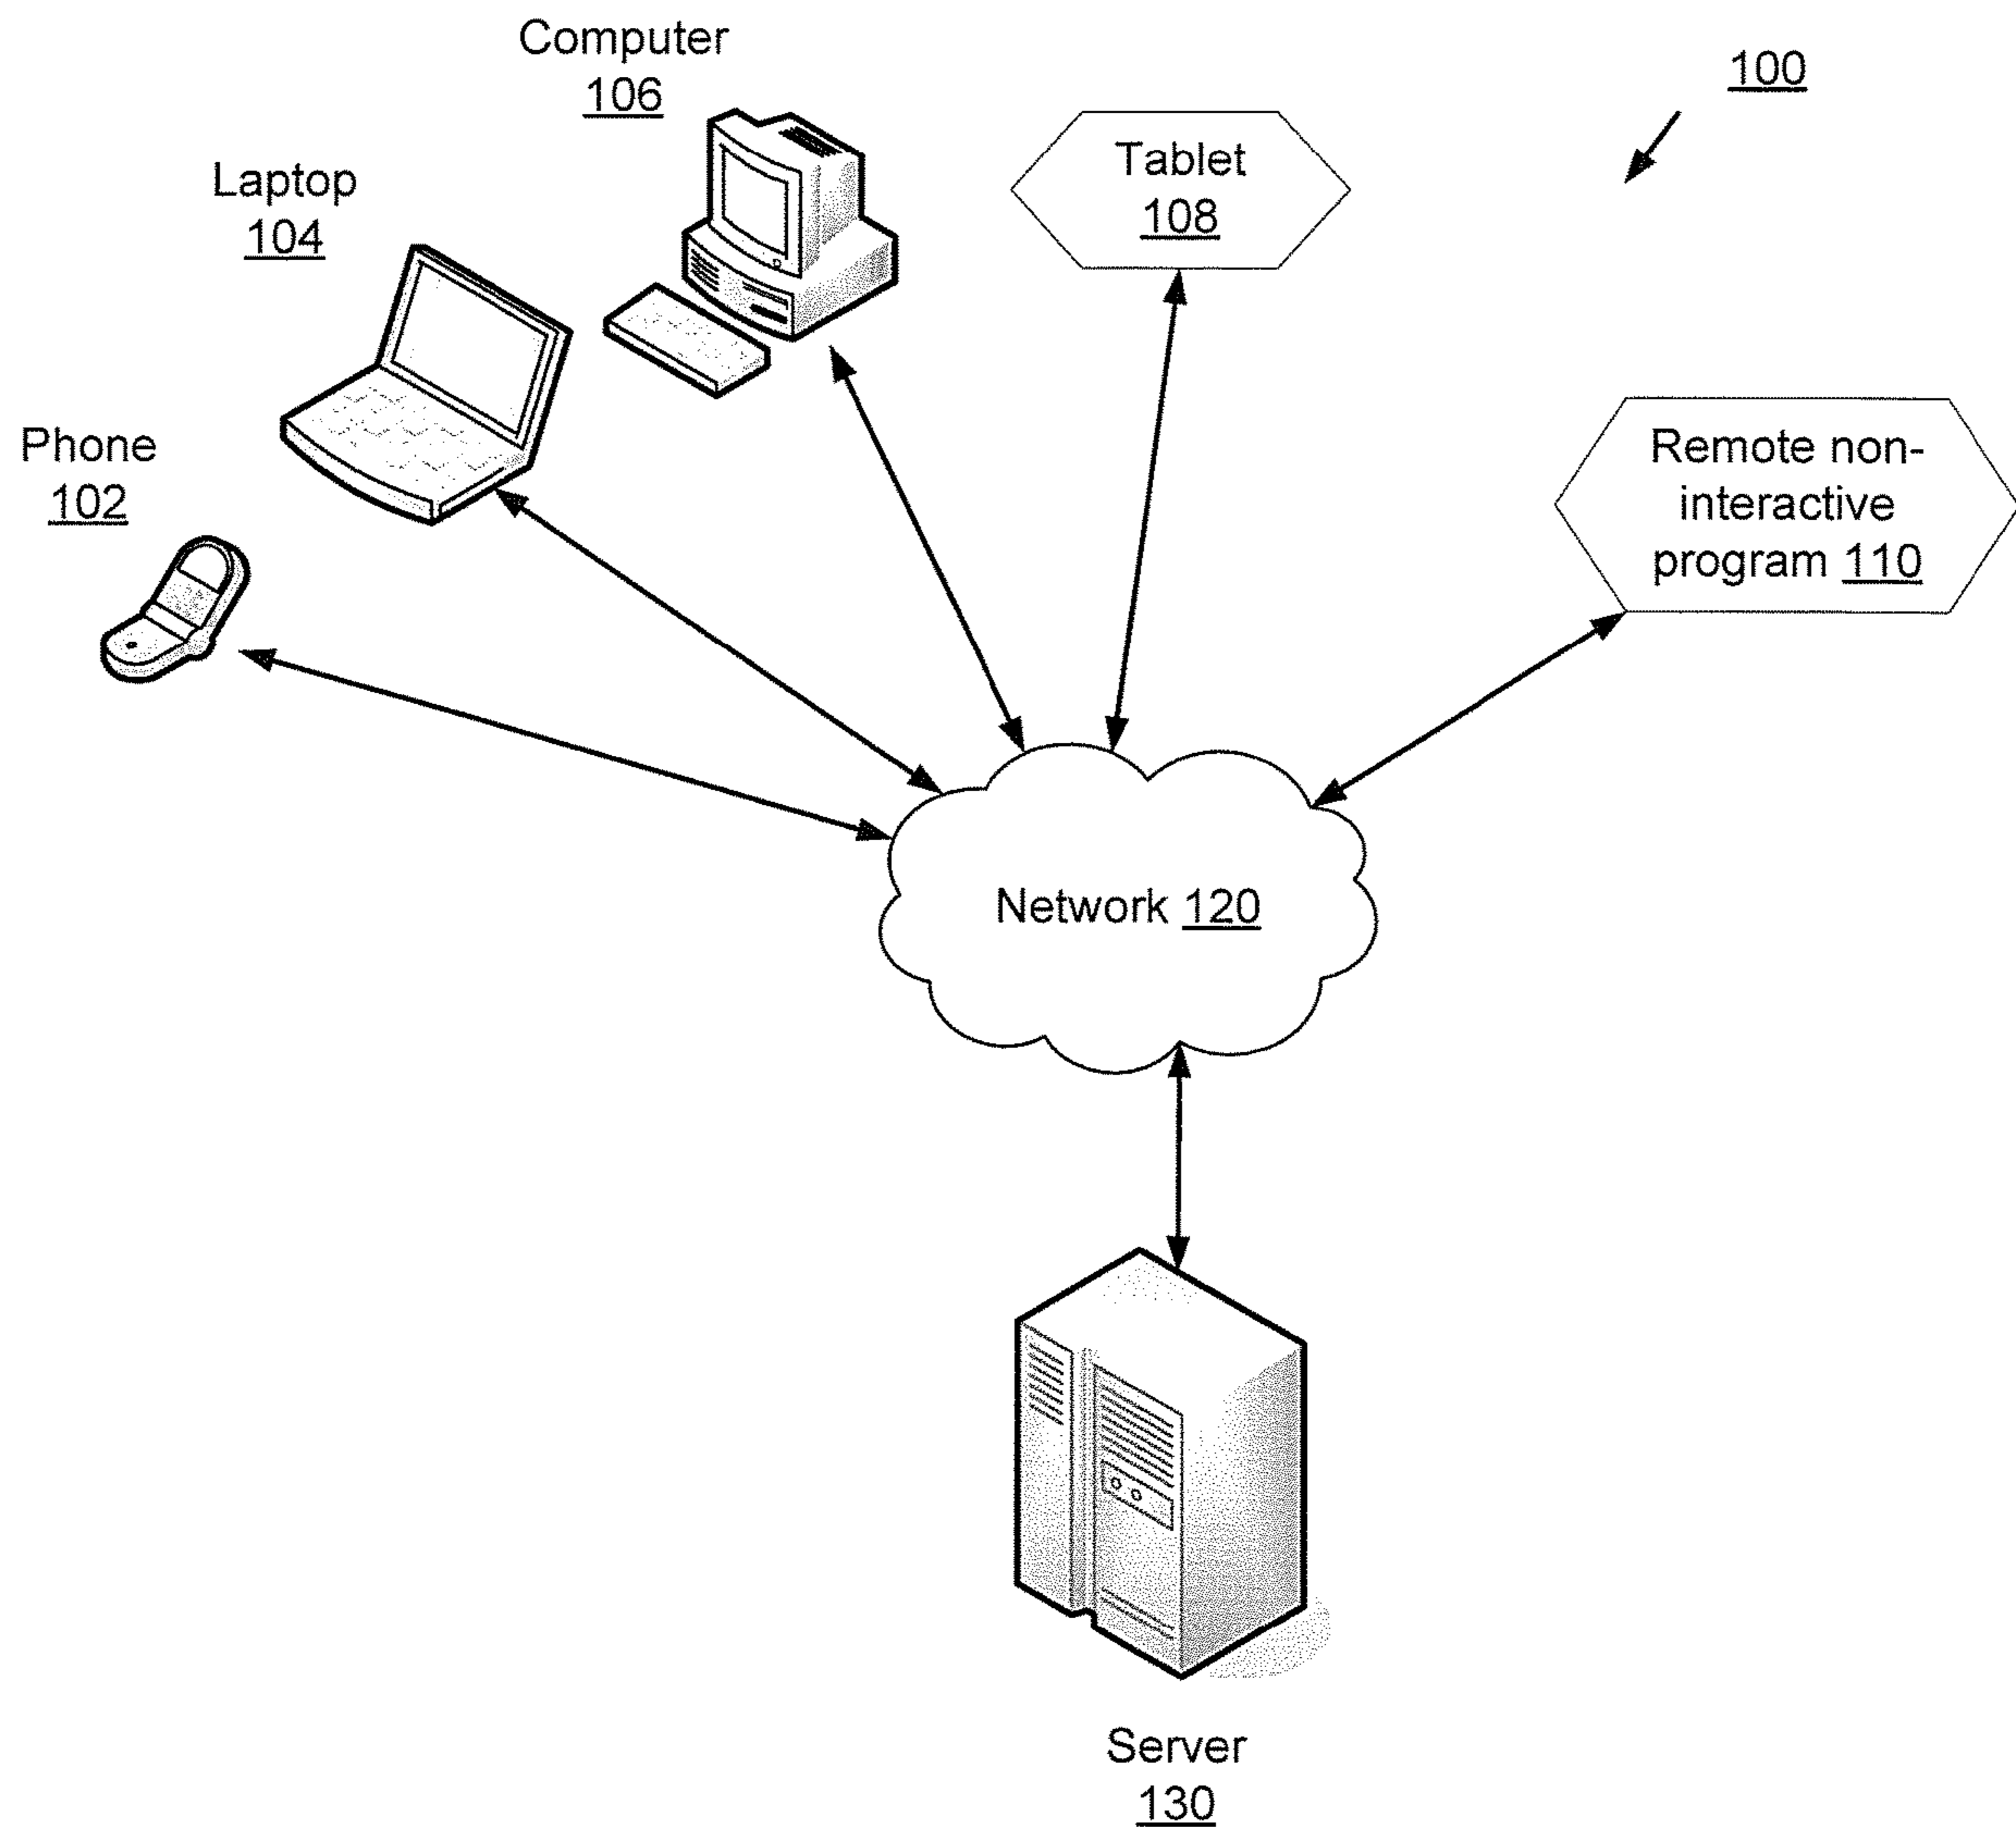 Computer
106
100
Tablet
108
Laptop
104
Remote non-
interactive
program 110
Phone
102
Network 120
Server
130